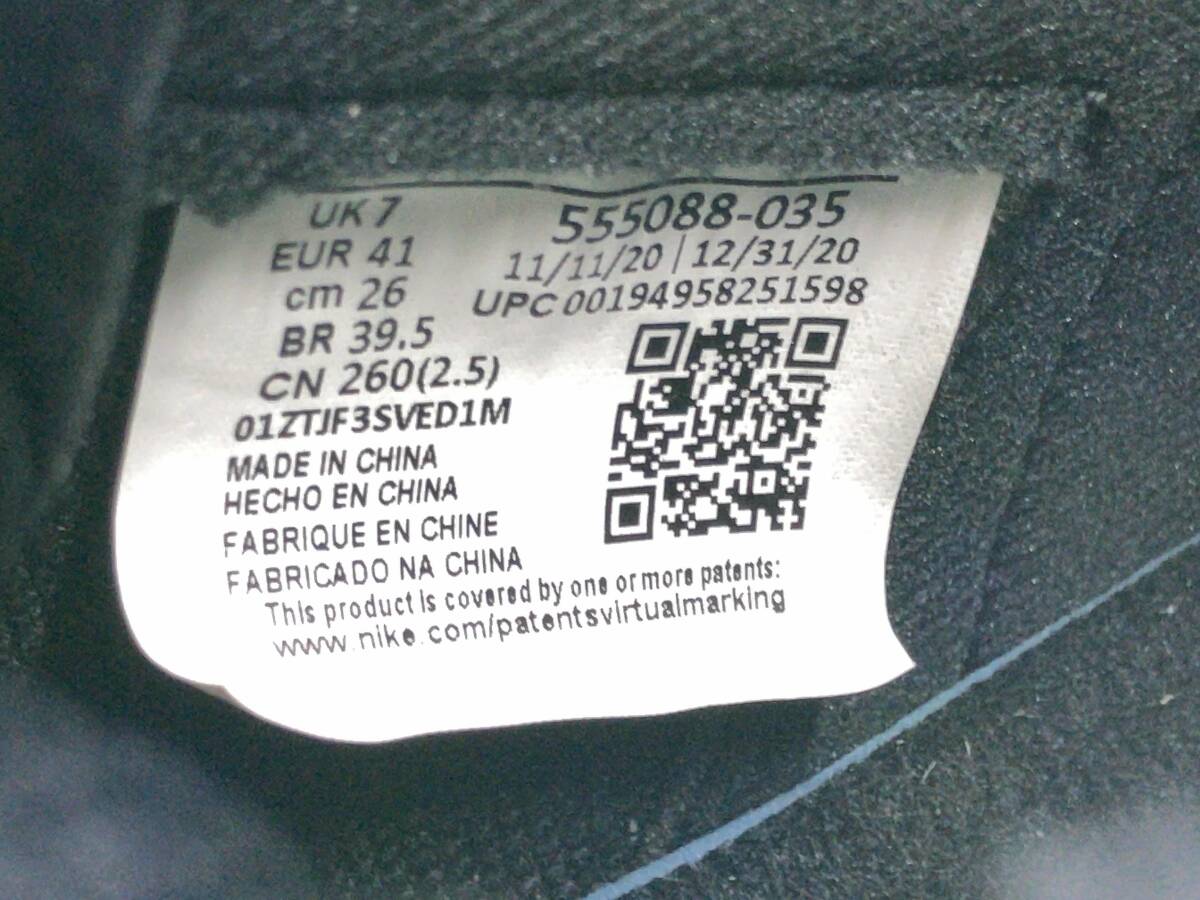 UK 7
EUR 41
cm 26
BR 39.5
CN 260(2.5)
01ZTJF3SVED1M
MADE IN CHINA
HECHO EN CHINA
FABRIQUE EN CHINE
FABRICADO NA CHINA
555088-035
11/11/20 | 12/31/20
UPC 00194958251598
This product is covered by one or more patents:
www.nike.com/patentsvirtualmarking